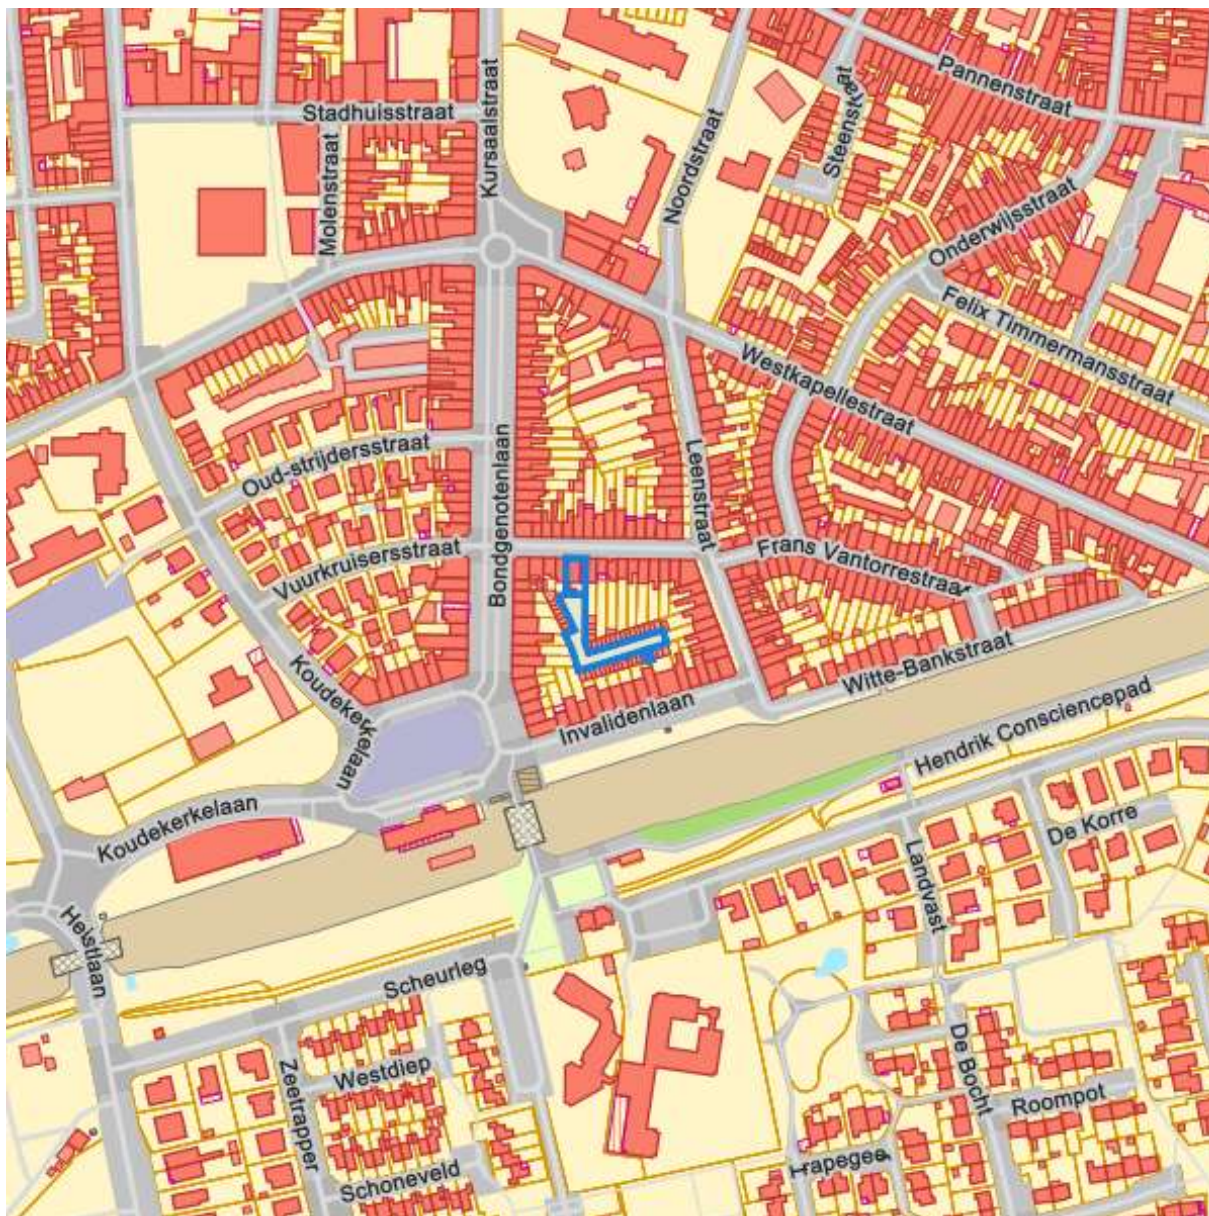 Pannenstraat
Stadhuisstraat
Kursaalstraat
Molenstraat
Noordstraat
Steenstraat
Onderwijsstraat
Felix Timmermansstraat
Westkapellestraat
Oud-strijdersstraat
Bondgenotenlaan
Leenstraat
Vuurkruisersstraat
Frans Vantorrestraat
Koudekerkelaan
Invalidenlaan
Witte-Bankstraat
Hendrik Consciencepad
Koudekerkelaan
De Korre
Landvast
Heistlaan
Scheurleg
Zeetrapper
Westdiep
De Bocht
Roompot
Schoneveld